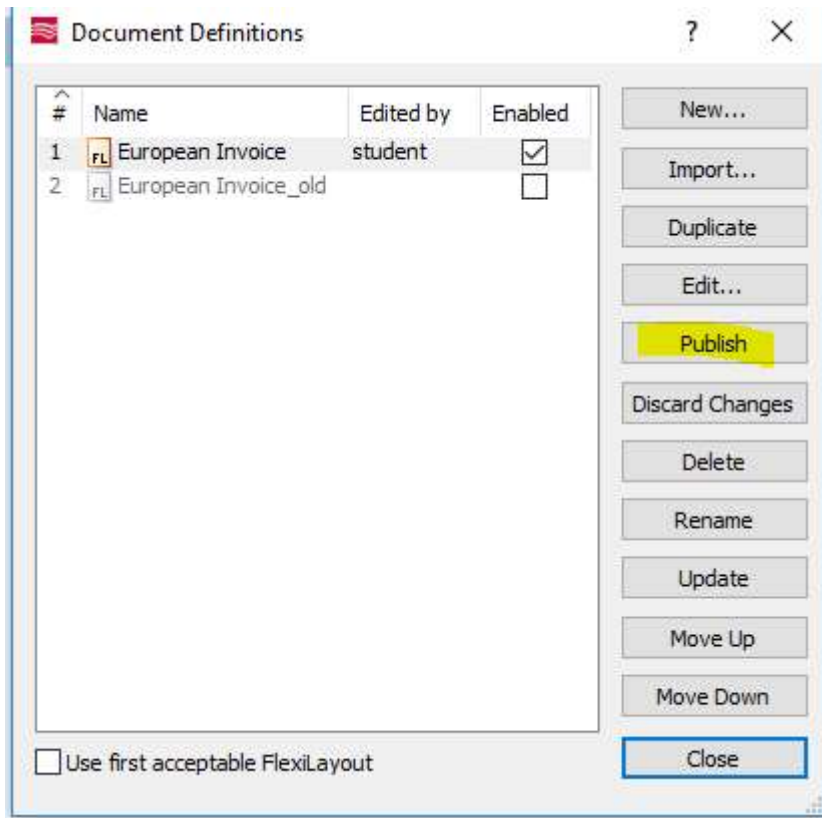 Document Definitions ? X
# Name Edited by Enabled
1 FL European Invoice student
2 FL European Invoice_old
Use first acceptable FlexiLayout
New...
Import...
Duplicate
Edit...
Publish
Discard Changes
Delete
Rename
Update
Move Up
Move Down
Close